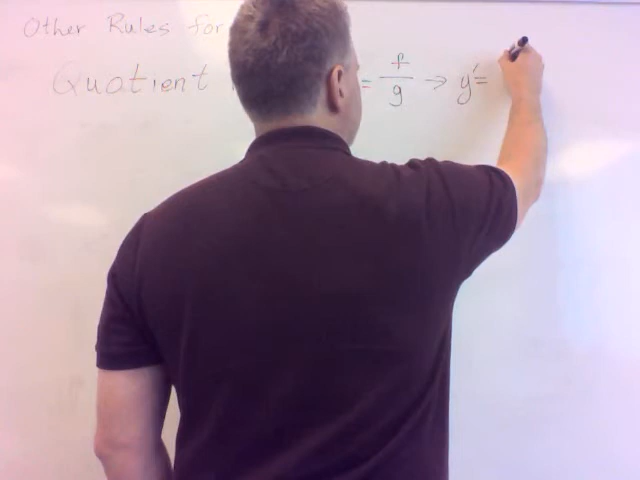 Other Rules for
Quotient = f/g → y' =